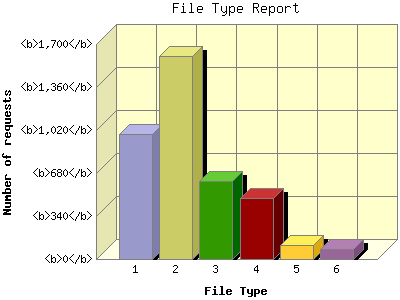 File Type Report
Number of requests
<b>1,700</b>
<b>1,360</b>
<b>1,020</b>
<b>680</b>
<b>340</b>
<b>0</b>
1 2 3 4 5 6
File Type